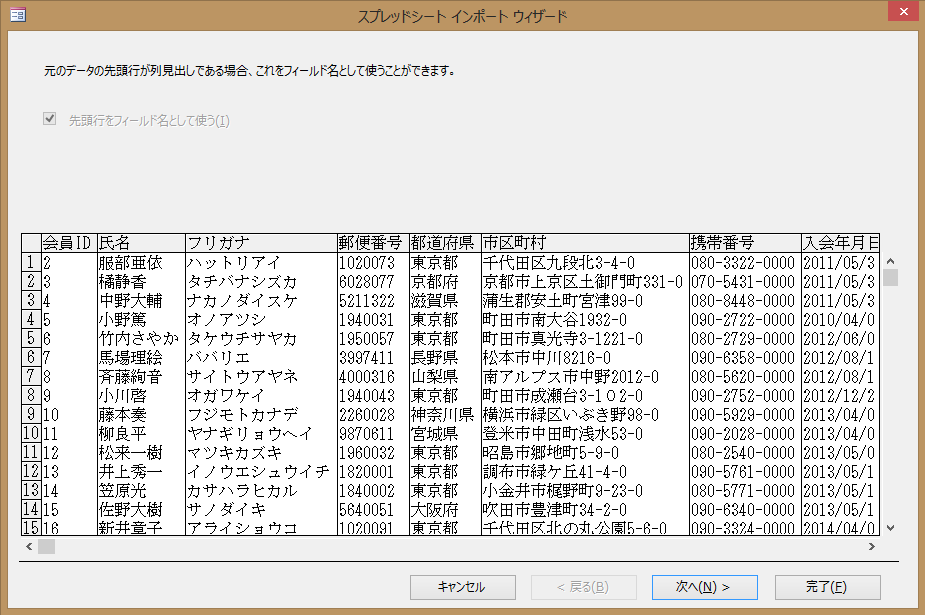 スプレッドシート インポート ウィザード
元のデータの先頭行が列見出しである場合、これをフィールド名として使うことができます。
先頭行をフィールド名として使う(I)
会員ID 氏名 フリガナ 郵便番号 都道府県 市区町村 携帯番号 入会年月日
1 2 服部亜依 ハットリアイ 1020073 東京都 千代田区九段北3-4-0 080-3322-0000 2011/05/3
2 3 橘静香 タチバナシズカ 6028077 京都府 京都市上京区土御門町331-0 070-5431-0000 2011/05/3
3 4 中野大輔 ナカノダイスケ 5211322 滋賀県 蒲生郡安土町宮津99-0 080-8448-0000 2011/05/3
4 5 小野篤 オノアツシ 1940031 東京都 町田市南大谷1932-0 090-2722-0000 2010/04/0
5 6 竹内さやか タケウチサヤカ 1950057 東京都 町田市真光寺3-1221-0 080-2729-0000 2012/06/0
6 7 馬場理絵 ババリエ 3997411 長野県 松本市中川8216-0 090-6358-0000 2012/08/1
7 8 斉藤絢音 サイトウアヤネ 4000316 山梨県 南アルプス市中野2012-0 080-5620-0000 2012/08/1
8 9 小川啓 オガワケイ 1940043 東京都 町田市成瀬台3-1０2-0 090-2752-0000 2012/12/2
9 10 藤本奏 フジモトカナデ 2260028 神奈川県 横浜市緑区いぶき野98-0 090-5929-0000 2013/04/0
10 11 柳良平 ヤナギリョウヘイ 9870611 宮城県 登米市中田町浅水53-0 090-2028-0000 2013/04/0
11 12 松来一樹 マツキカズキ 1960032 東京都 昭島市郷地町5-9-0 080-2540-0000 2013/05/1
12 13 井上秀一 イノウエシュウイチ 1820001 東京都 調布市緑ケ丘41-4-0 090-5761-0000 2013/05/1
13 14 笠原光 カサハラヒカル 1840002 東京都 小金井市梶野町9-23-0 080-5771-0000 2013/05/1
14 15 佐野大樹 サノダイキ 5640051 大阪府 吹田市豊津町34-2-0 090-6340-0000 2013/05/1
15 16 新井章子 アライショウコ 1020091 東京都 千代田区北の丸公園5-6-0 090-3324-0000 2014/04/0
キャンセル < 戻る(B) 次へ(N) > 完了(F)